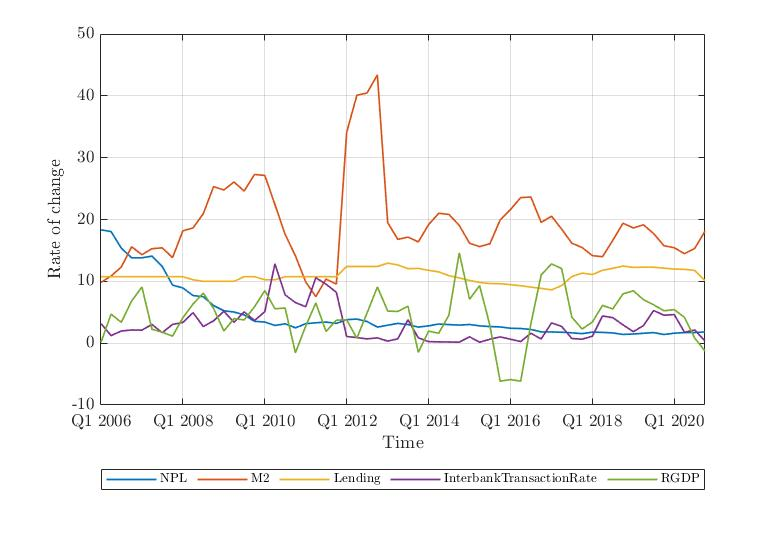 50
40
30
20
10
0
-10
Rate of change
Q1 2006 Q1 2008 Q1 2010 Q1 2012 Q1 2014 Q1 2016 Q1 2018 Q1 2020
Time
NPL M2 Lending InterbankTransactionRate RGDP